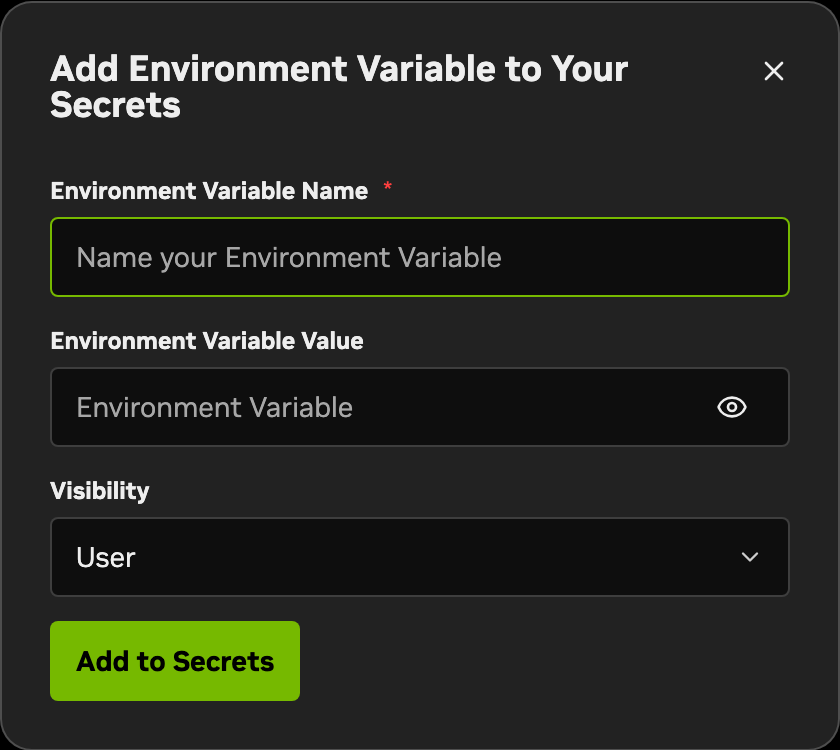 Add Environment Variable to Your
Secrets
Environment Variable Name *
Name your Environment Variable
Environment Variable Value
Environment Variable
Visibility
User
Add to Secrets